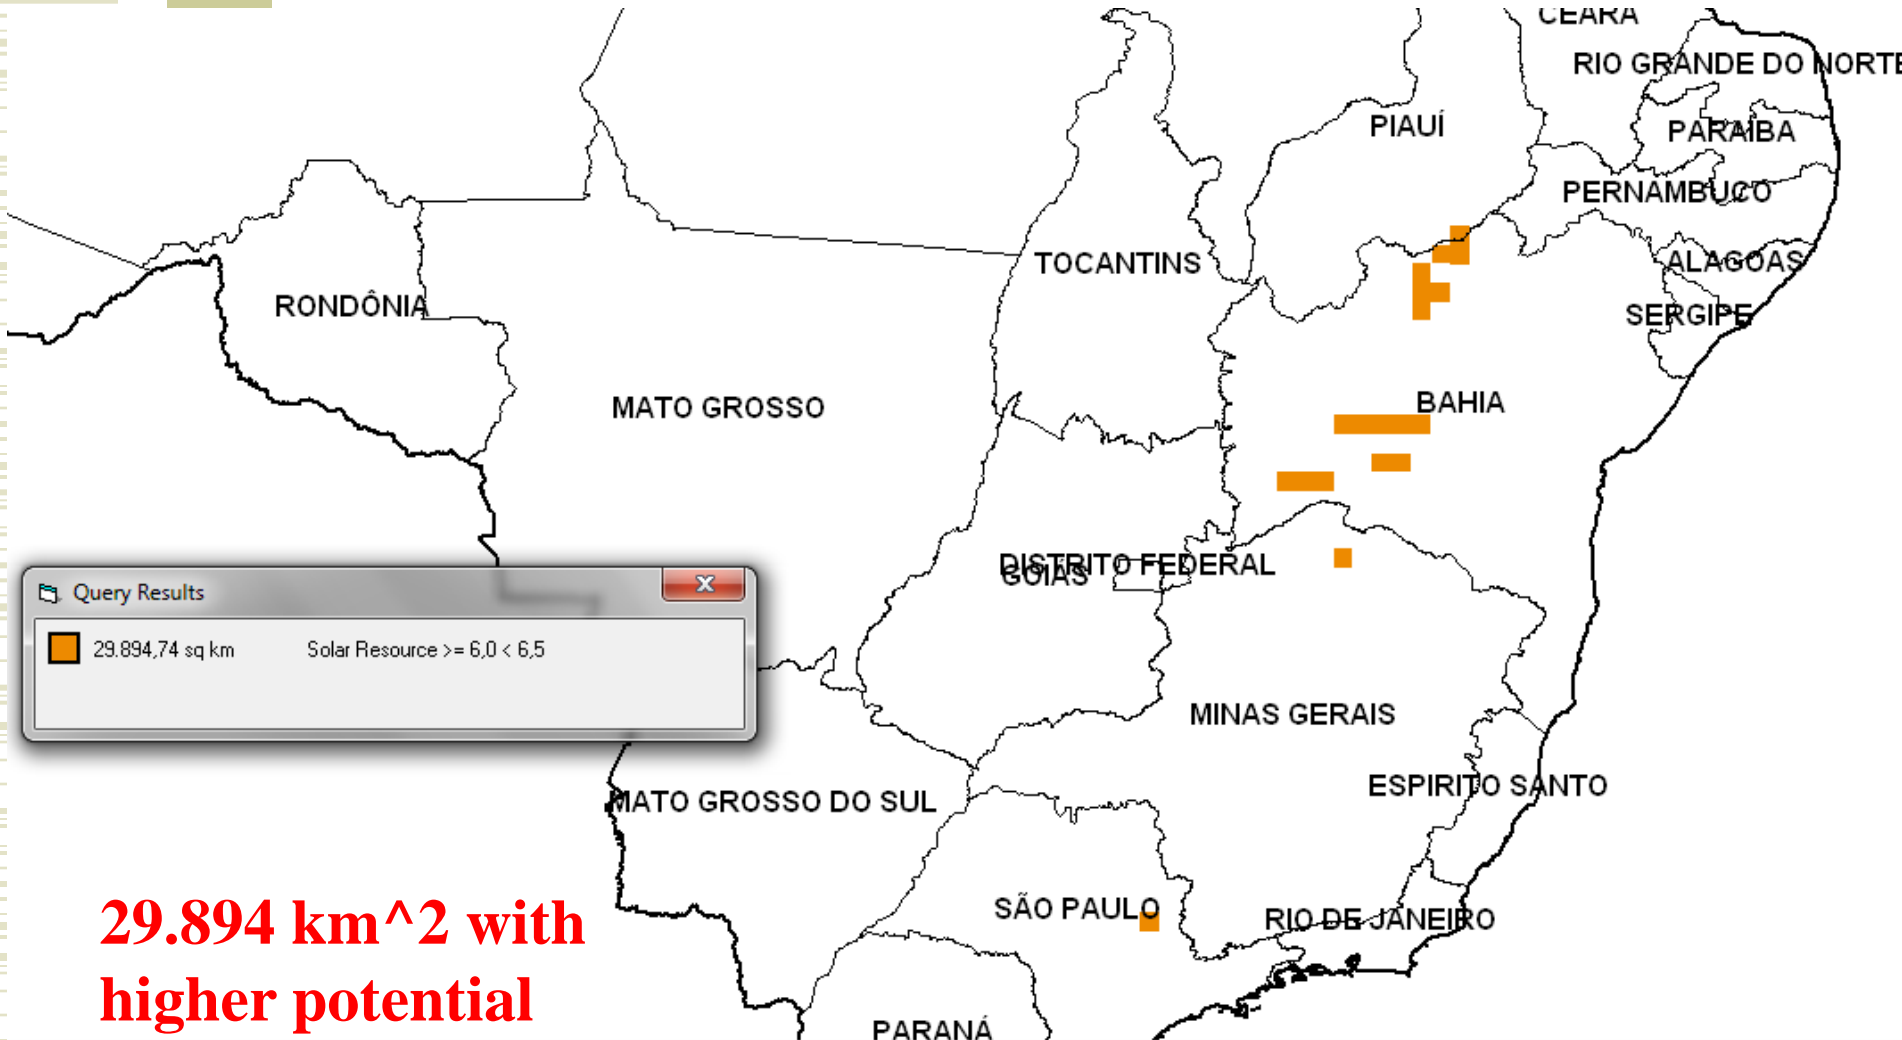 CEARÁ
RIO GRANDE DO NORTE
PIAUÍ
PARAIBA
PERNAMBUCO
TOCANTINS
ALAGOAS
RONDÔNIA
SERGIPE
MATO GROSSO
BAHIA
DISTRITO FEDERAL
GOIÁS
Query Results
29.894,74 sq km Solar Resource >= 6,0 < 6,5
MINAS GERAIS
ESPIRITO SANTO
MATO GROSSO DO SUL
SÃO PAULO
RIO DE JANEIRO
29.894 km^2 with
higher potential
PARANÁ